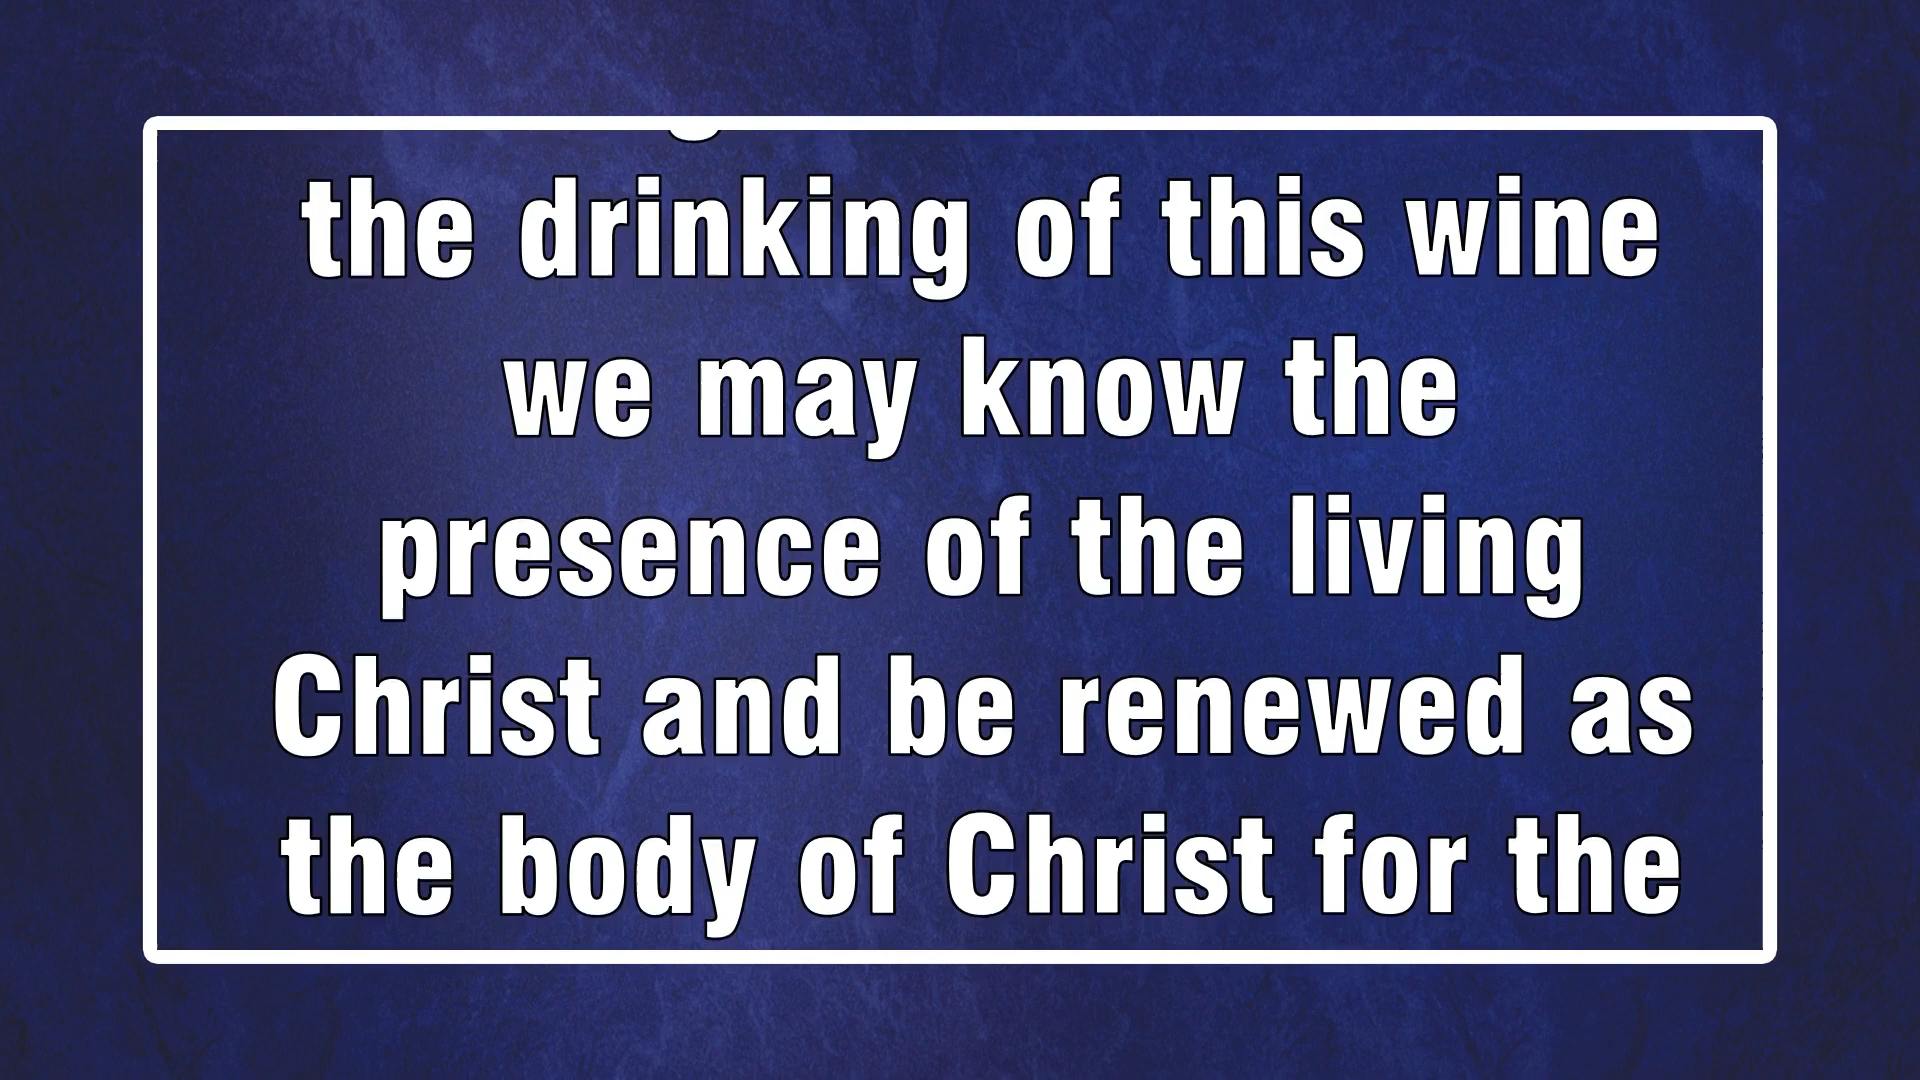 the drinking of this wine
we may know the
presence of the living
Christ and be renewed as
the body of Christ for the